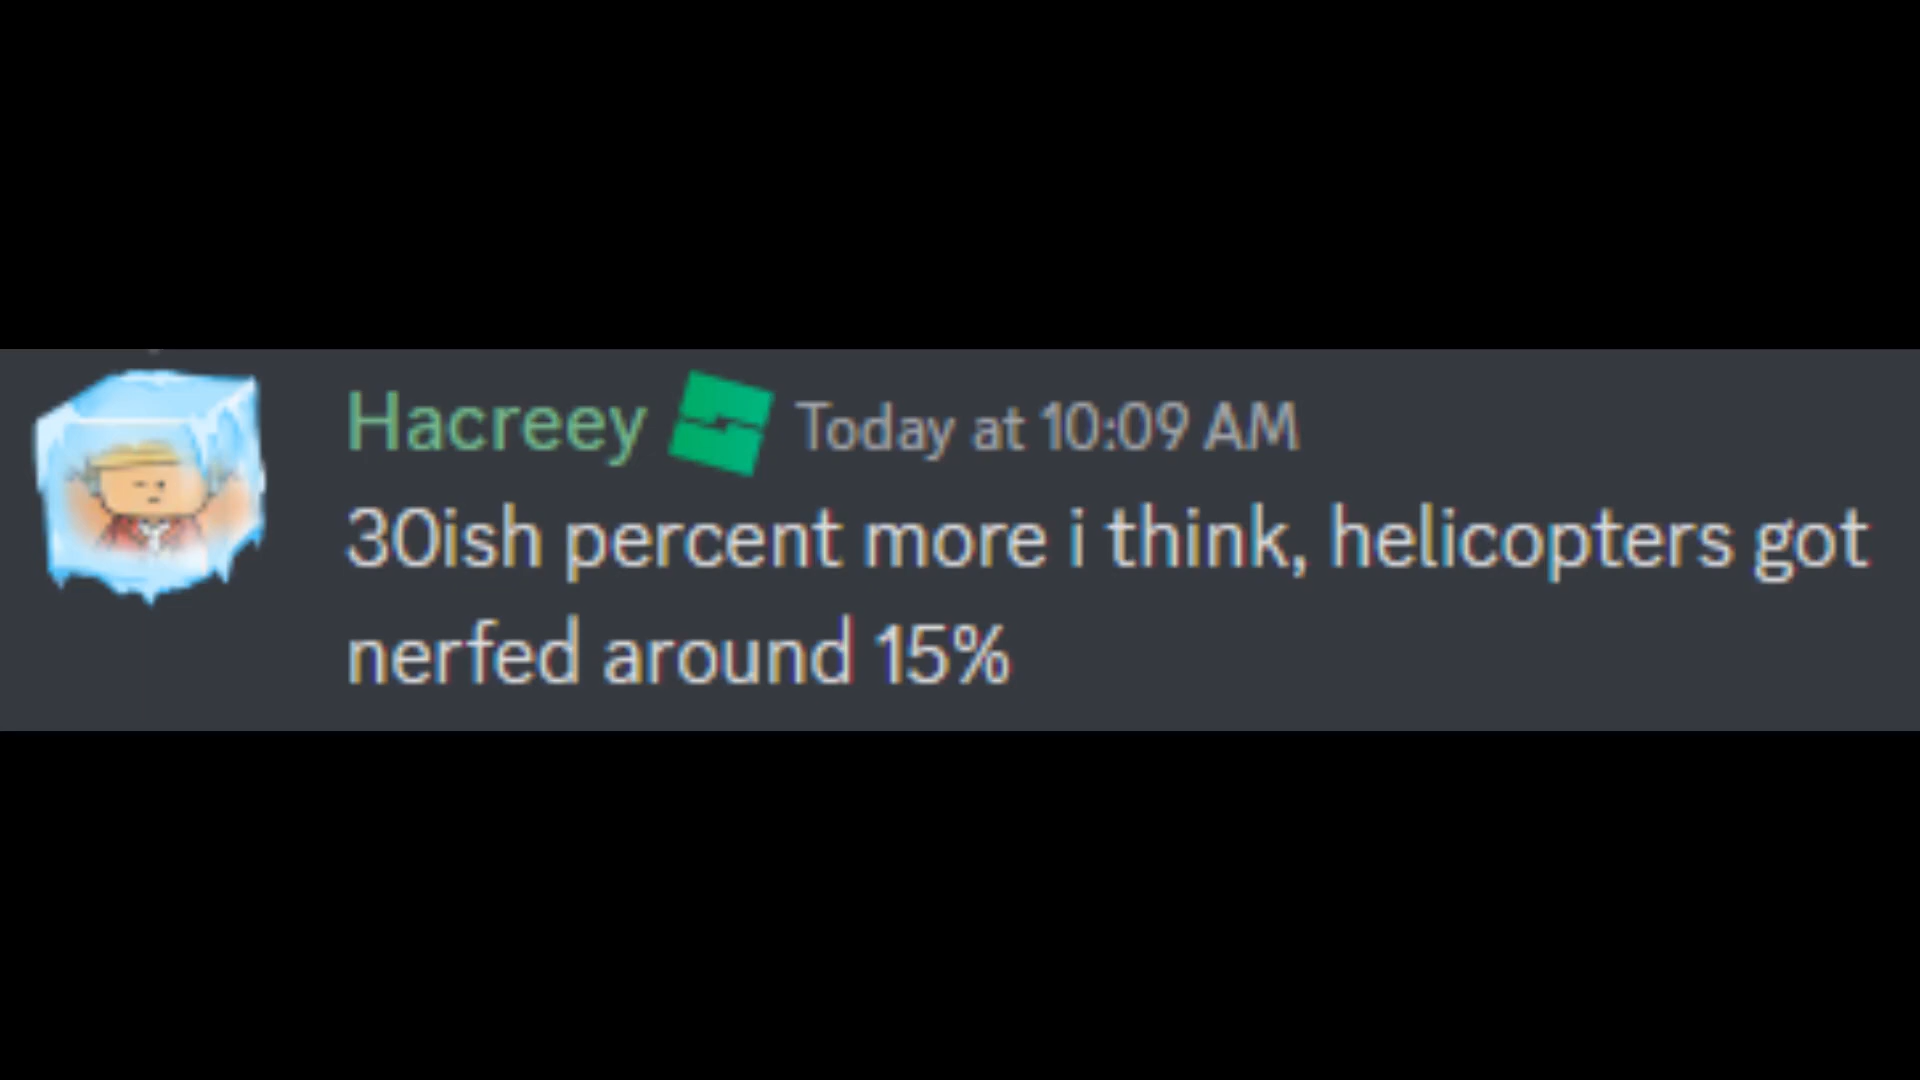 Hacreey Today at 10:09 AM
30ish percent more i think, helicopters got
nerfed around 15%